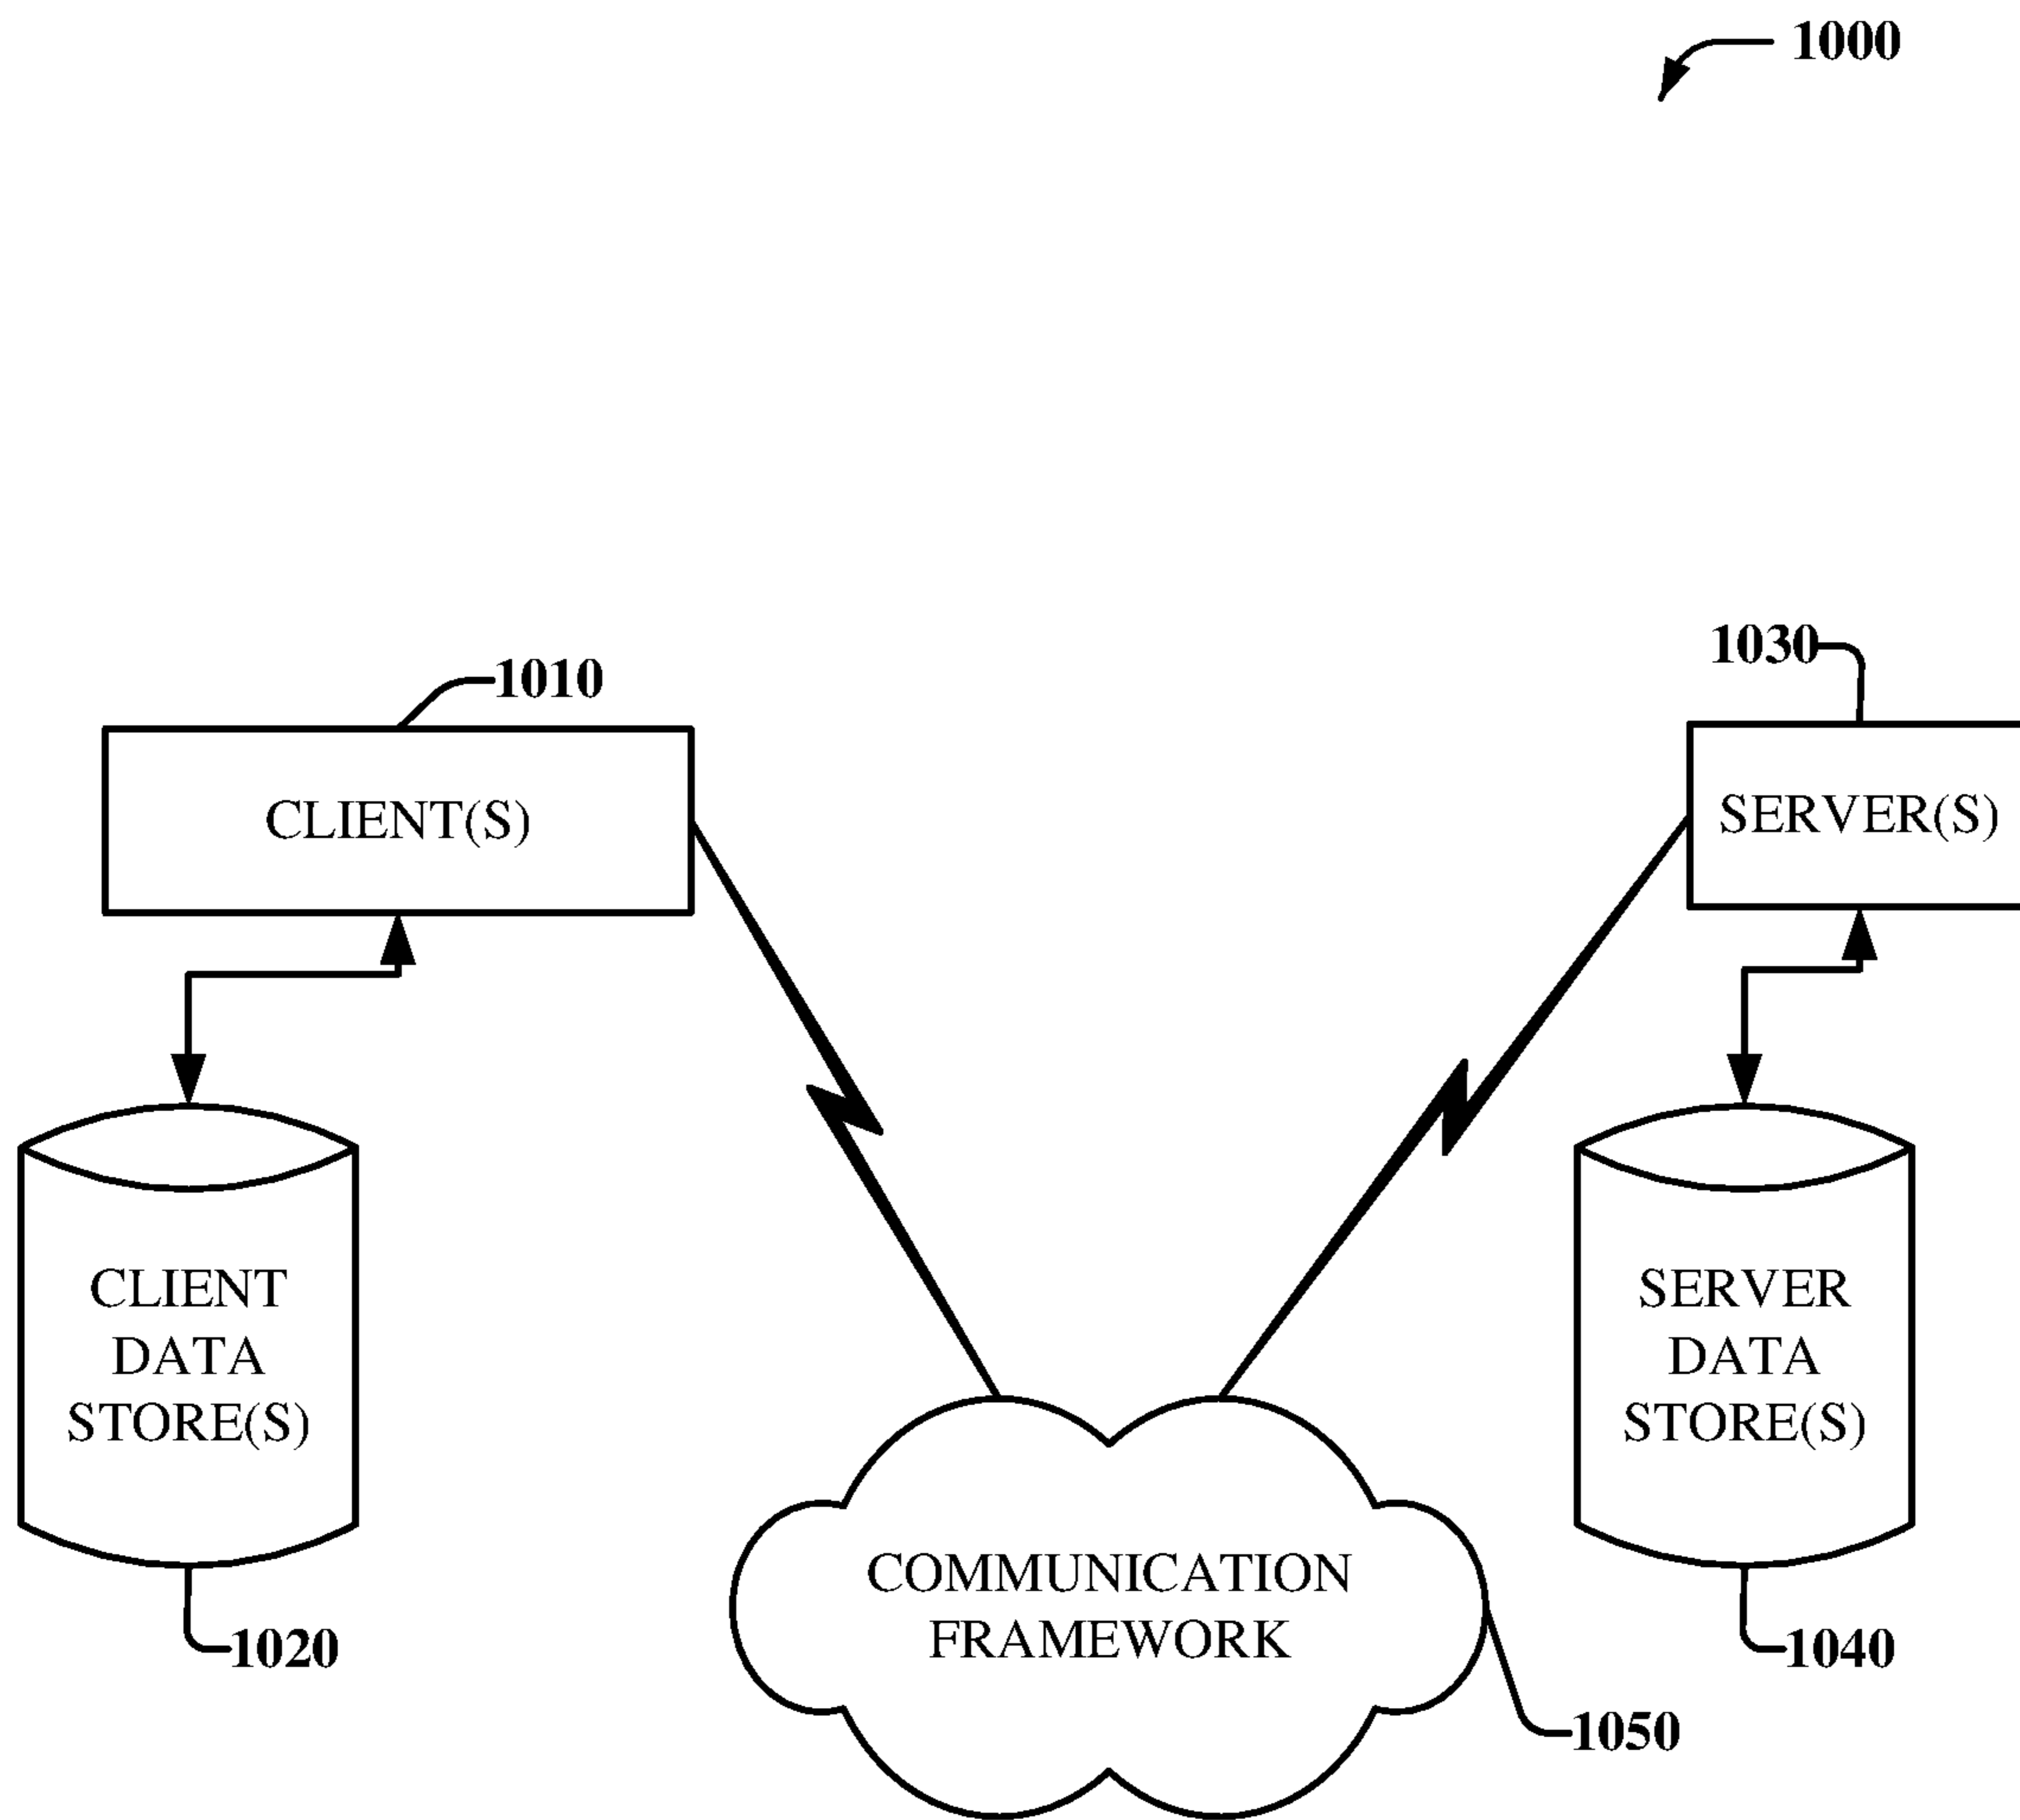 1000
1010
1030
CLIENT(S)
SERVER(S)
CLIENT
DATA
STORE(S)
SERVER
DATA
STORE(S)
COMMUNICATION
FRAMEWORK
1020
1040
1050